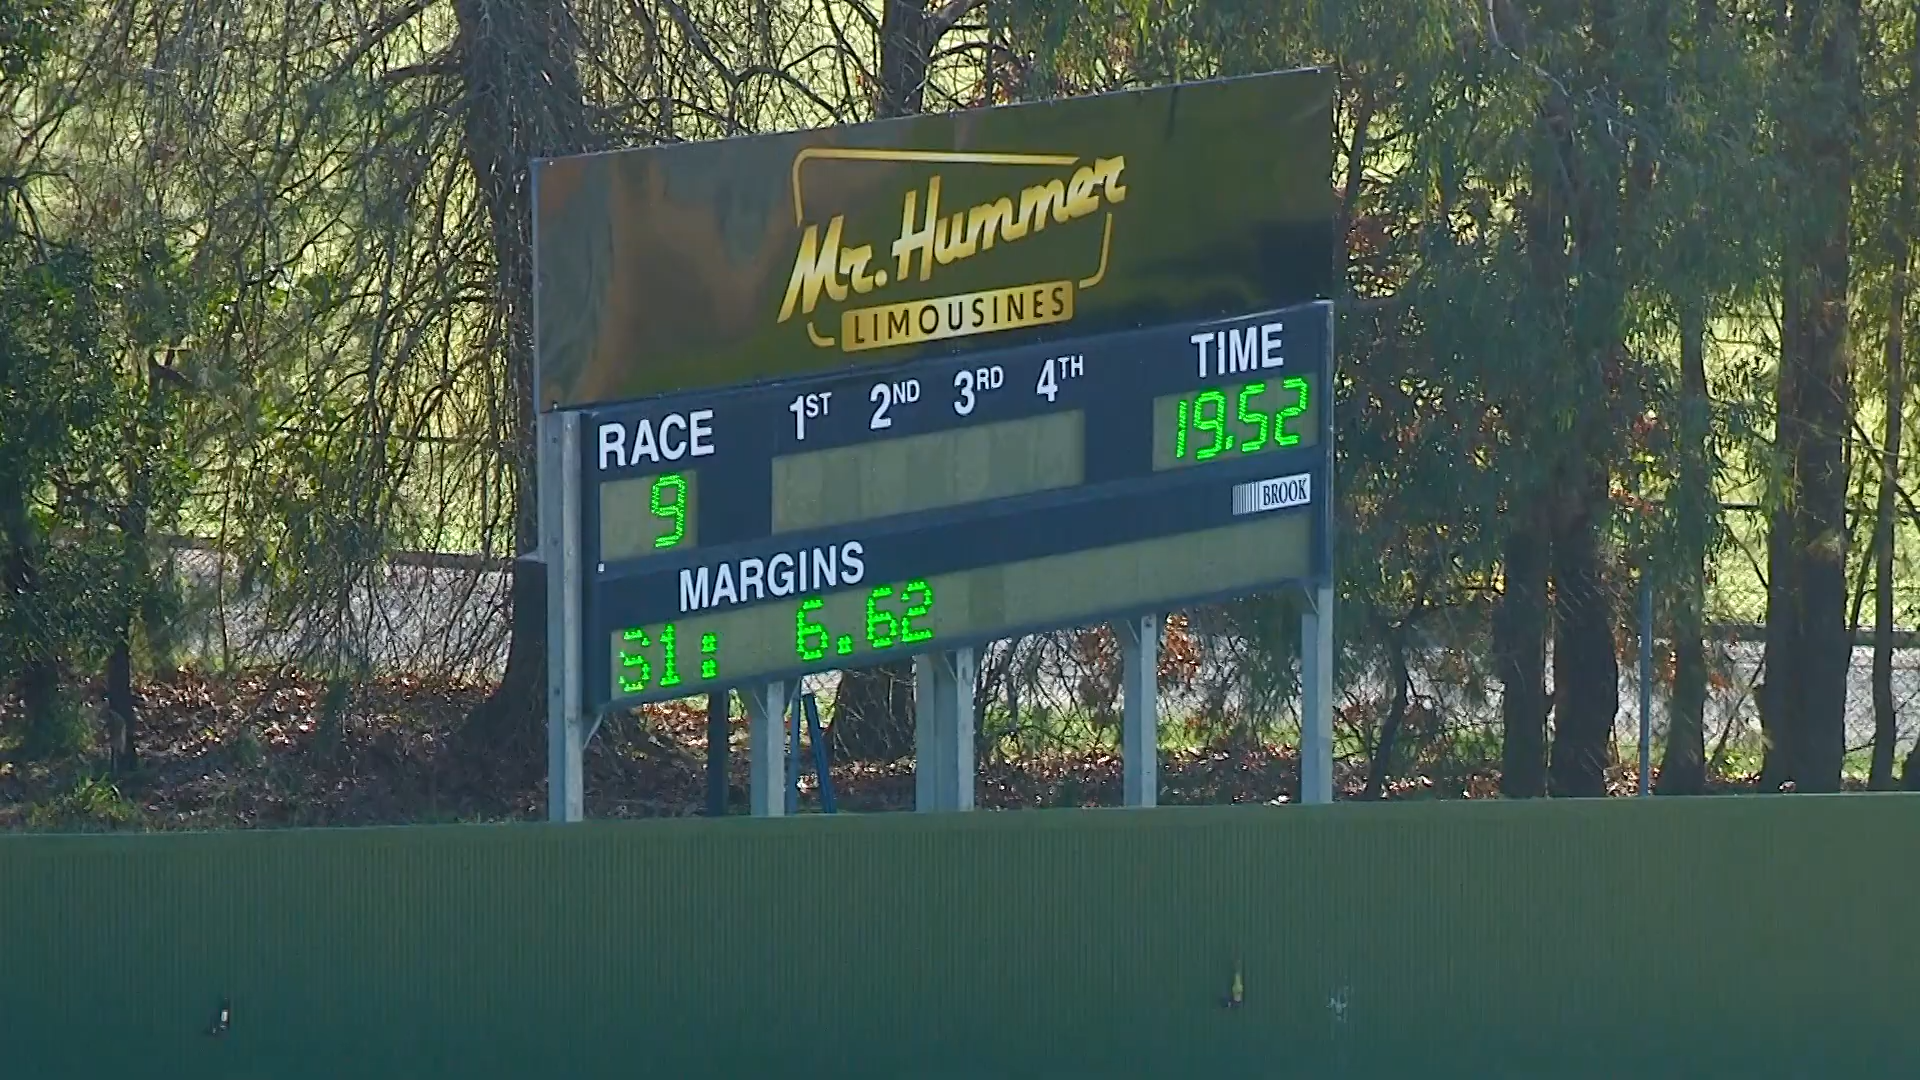 Mr. Hummer
LIMOUSINES
RACE 1ST 2ND 3RD 4TH TIME
9 19.52
BROOK
MARGINS
S1: 6.62